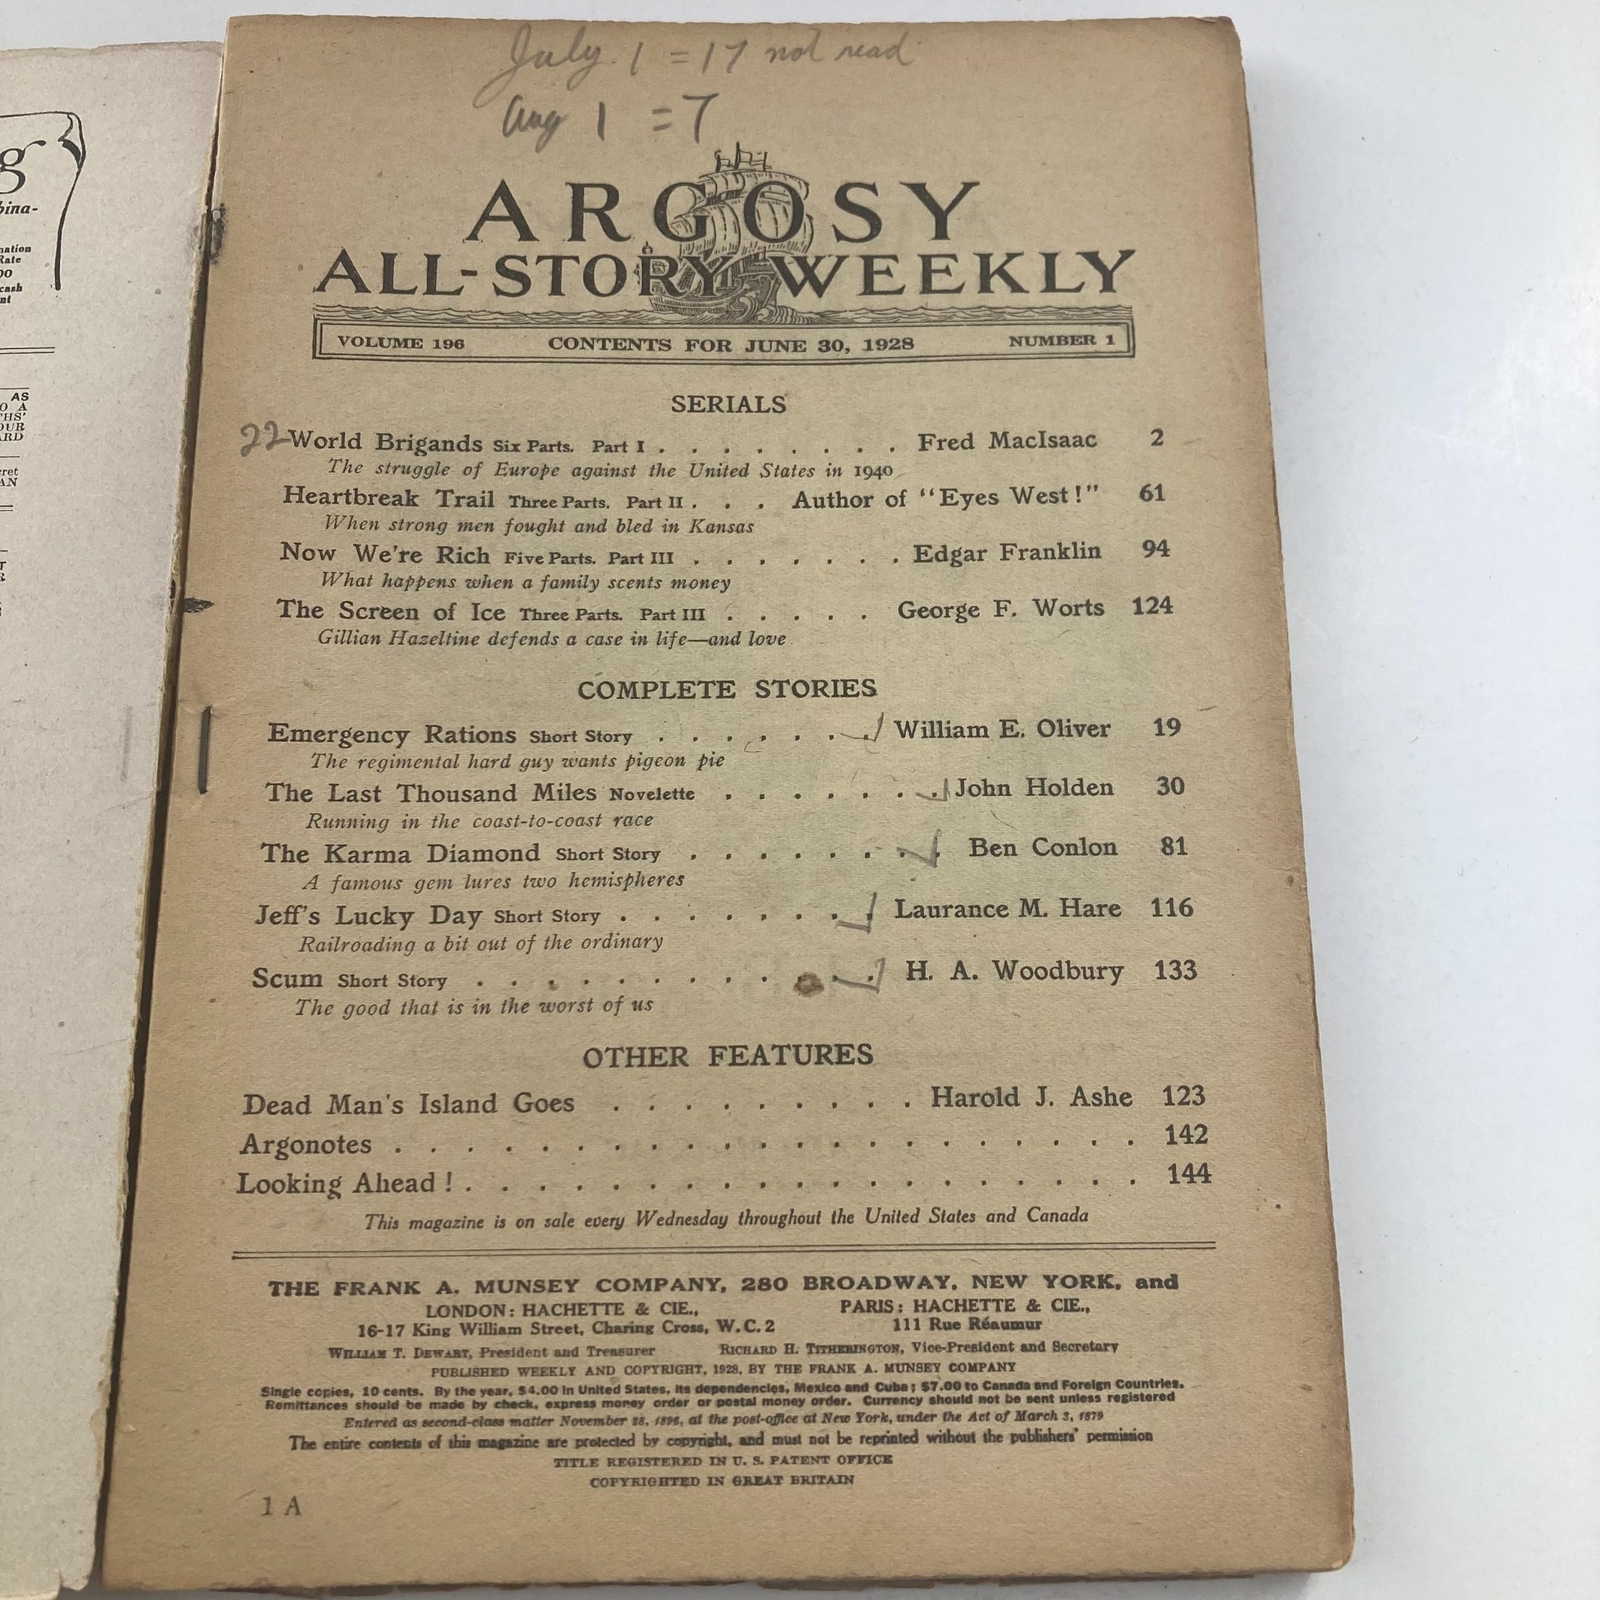 July 1 = 17 not read
Aug 1 = 7
ARGOSY
ALL-STORY WEEKLY
VOLUME 196 CONTENTS FOR JUNE 30, 1928 NUMBER 1
SERIALS
22 World Brigands Six Parts. Part I . . . . . . . . Fred MacIsaac 2
The struggle of Europe against the United States in 1940
Heartbreak Trail Three Parts. Part II . . . Author of "Eyes West!" 61
When strong men fought and bled in Kansas
Now We're Rich Five Parts. Part III . . . . . . . Edgar Franklin 94
What happens when a family scents money
The Screen of Ice Three Parts. Part III . . . . . George F. Worts 124
Gillian Hazeltine defends a case in life—and love
COMPLETE STORIES
Emergency Rations Short Story . . . . . . . William E. Oliver 19
The regimental hard guy wants pigeon pie
The Last Thousand Miles Novelette . . . . . . . John Holden 30
Running in the coast-to-coast race
The Karma Diamond Short Story . . . . . . . . Ben Conlon 81
A famous gem lures two hemispheres
Jeff's Lucky Day Short Story . . . . . . . . Laurance M. Hare 116
Railroading a bit out of the ordinary
Scum Short Story . . . . . . . . . . . . H. A. Woodbury 133
The good that is in the worst of us
OTHER FEATURES
Dead Man's Island Goes . . . . . . . . . Harold J. Ashe 123
Argonotes . . . . . . . . . . . . . . . . . . . . 142
Looking Ahead! . . . . . . . . . . . . . . . . . . . 144
This magazine is on sale every Wednesday throughout the United States and Canada
THE FRANK A. MUNSEY COMPANY, 280 BROADWAY, NEW YORK, and
LONDON: HACHETTE & CIE., PARIS: HACHETTE & CIE.,
16-17 King William Street, Charing Cross, W.C.2 111 Rue Réaumur
WILLIAM T. DEWART, President and Treasurer RICHARD H. TITHERINGTON, Vice-President and Secretary
PUBLISHED WEEKLY AND COPYRIGHT, 1928, BY THE FRANK A. MUNSEY COMPANY
Single copies, 10 cents. By the year, $4.00 in United States, its dependencies, Mexico and Cuba; $7.00 to Canada and Foreign Countries.
Remittances should be made by check, express money order or postal money order. Currency should not be sent unless registered
Entered as second-class matter November 28, 1896, at the post-office at New York, under the Act of March 3, 1879
The entire contents of this magazine are protected by copyright, and must not be reprinted without the publishers' permission
TITLE REGISTERED IN U. S. PATENT OFFICE
COPYRIGHTED IN GREAT BRITAIN
1 A